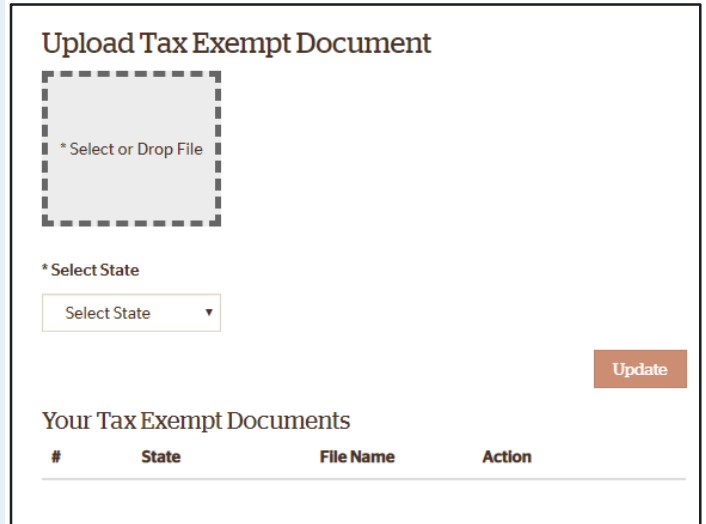 Upload Tax Exempt Document
* Select or Drop File
* Select State
Select State
Update
Your Tax Exempt Documents
# State File Name Action